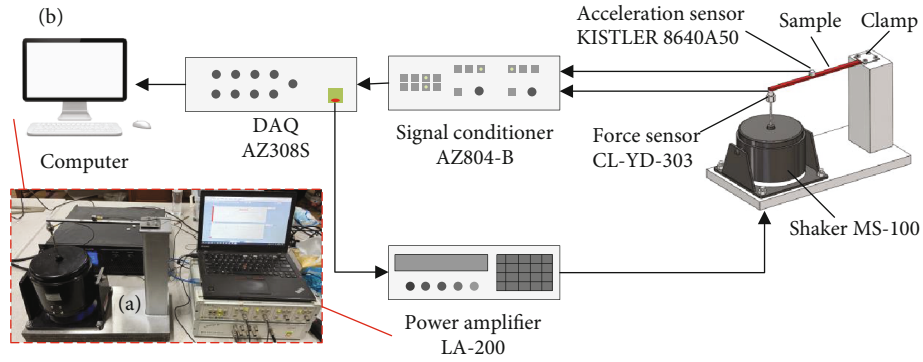 (b)
Acceleration sensor
KISTLER 8640A50
Sample
Clamp
Computer
DAQ
AZ308S
Signal conditioner
AZ804-B
Force sensor
CL-YD-303
Shaker MS-100
(a)
Power amplifier
LA-200